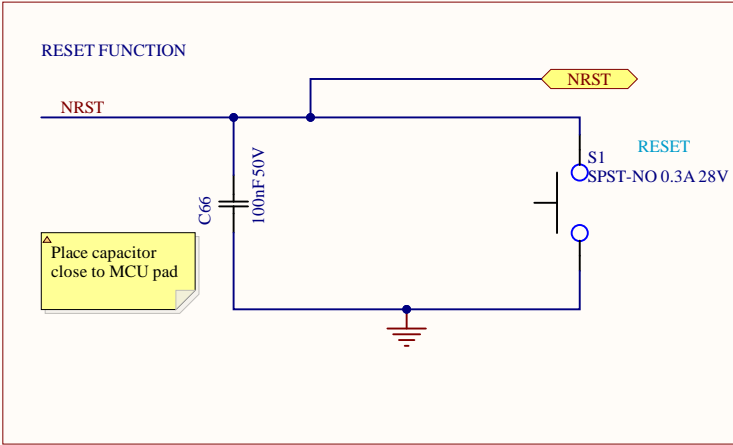 RESET FUNCTION
NRST
NRST
RESET
S1
SPST-NO 0.3A 28V
C66
100nF 50V
Place capacitor
close to MCU pad